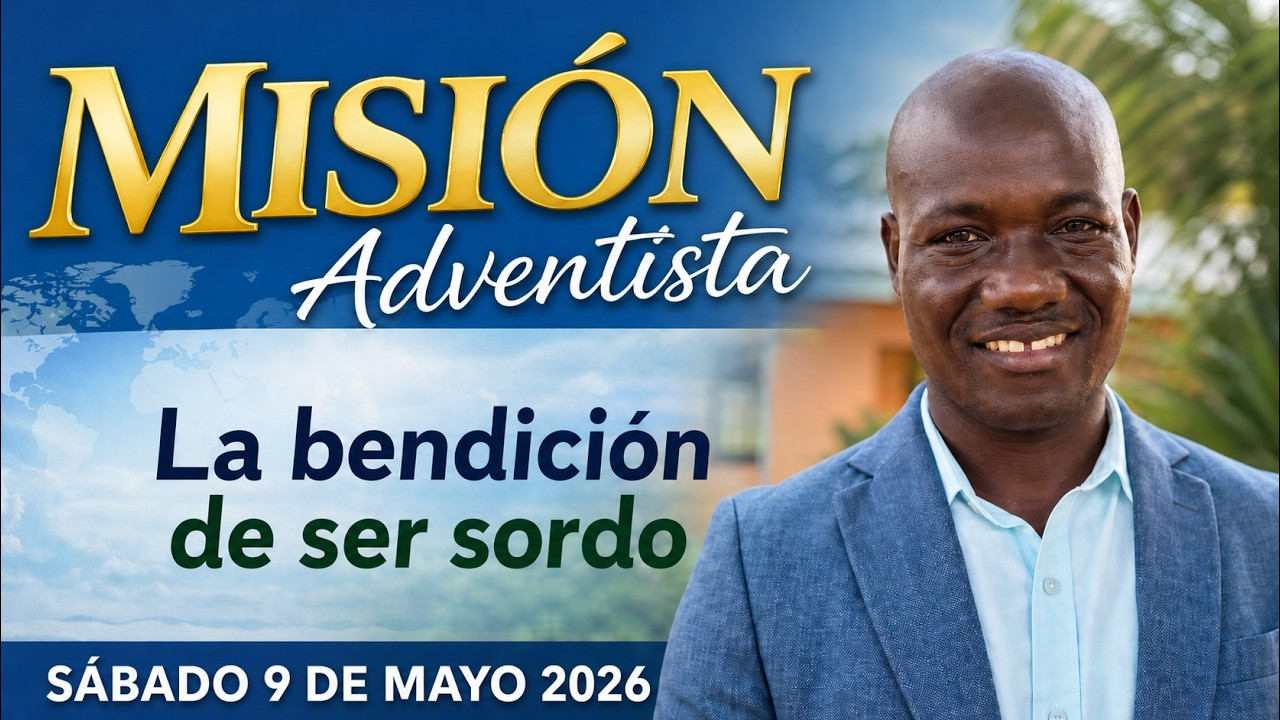 MISIÓN
Adventista
La bendición
de ser sordo
SÁBADO 9 DE MAYO 2026